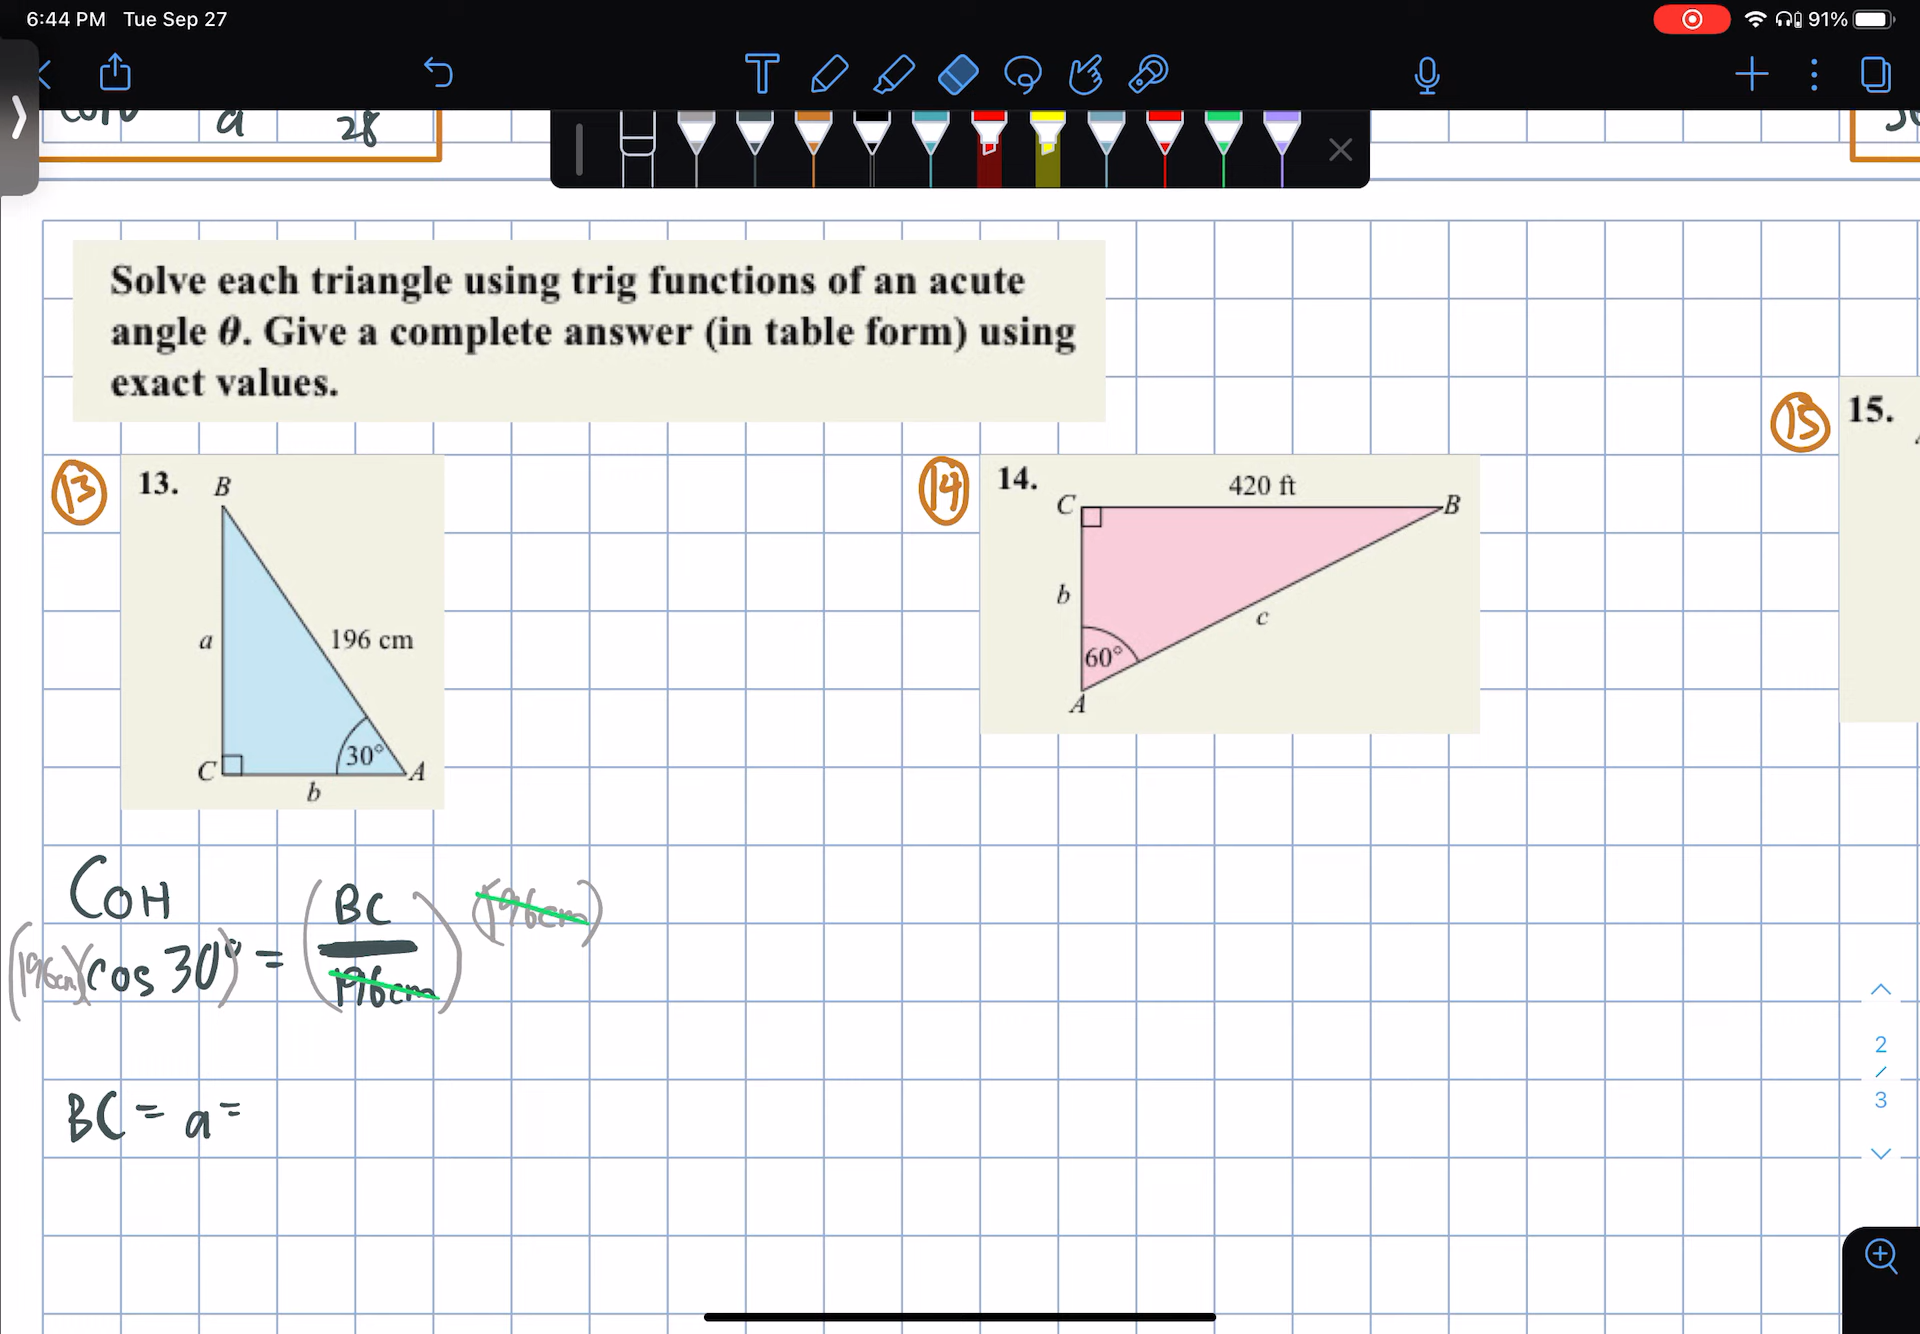 6:44 PM Tue Sep 27
91%
a 28
Solve each triangle using trig functions of an acute
angle θ. Give a complete answer (in table form) using
exact values.
15 15.
13 13. B
a 196 cm
C 30° A
b
14 14. 420 ft
C B
b c
60°
A
COH
(196cm)(cos 30°) = (BC / 196cm) (196cm)
BC = a =
2
/
3